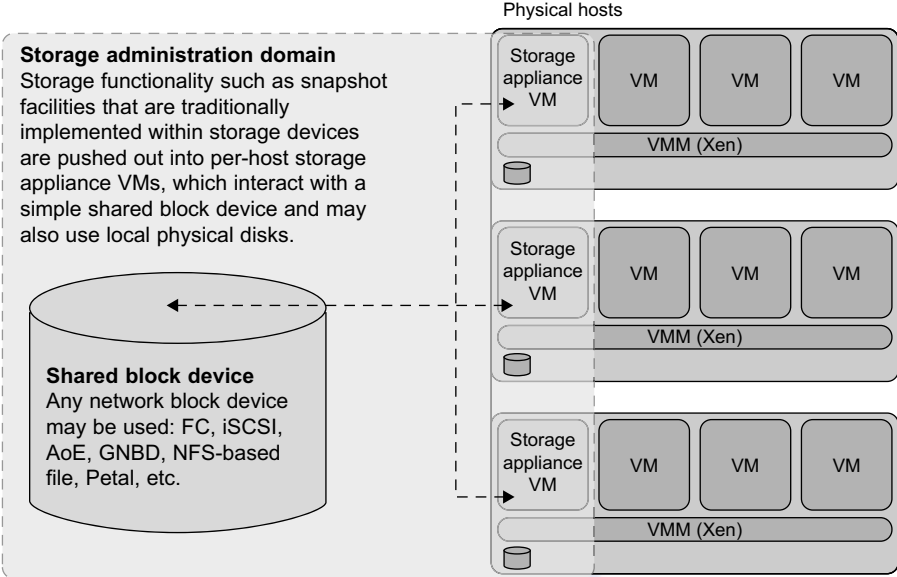 Physical hosts
Storage administration domain
Storage functionality such as snapshot
facilities that are traditionally
implemented within storage devices
are pushed out into per-host storage
appliance VMs, which interact with a
simple shared block device and may
also use local physical disks.
Shared block device
Any network block device
may be used: FC, iSCSI,
AoE, GNBD, NFS-based
file, Petal, etc.
Storage
appliance
VM
VM
VM
VM
VMM (Xen)
Storage
appliance
VM
VM
VM
VM
VMM (Xen)
Storage
appliance
VM
VM
VM
VM
VMM (Xen)